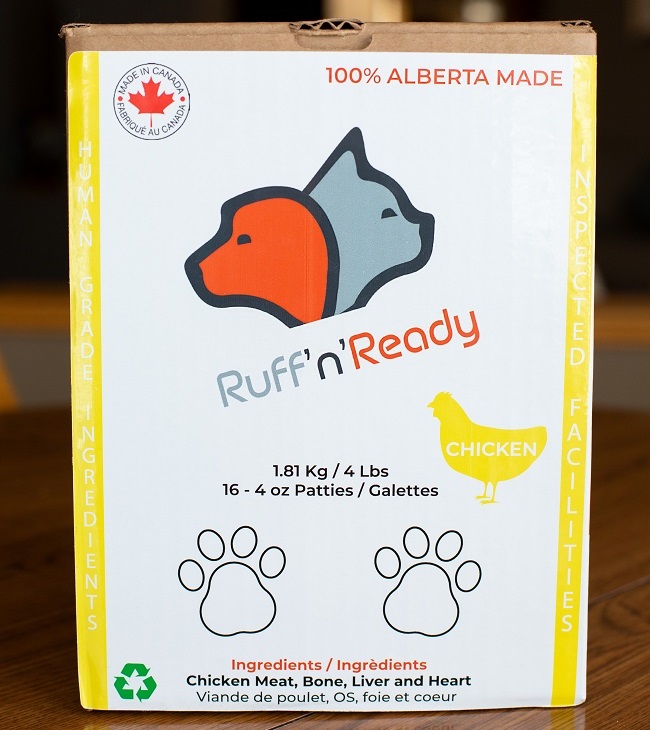 MADE IN CANADA
FABRIQUÉ AU CANADA
100% ALBERTA MADE
HUMAN GRADE INGREDIENTS
INSPECTED FACILITIES
Ruff'n'Ready
CHICKEN
1.81 Kg / 4 Lbs
16 - 4 oz Patties / Galettes
Ingredients / Ingrèdients
Chicken Meat, Bone, Liver and Heart
Viande de poulet, OS, foie et coeur